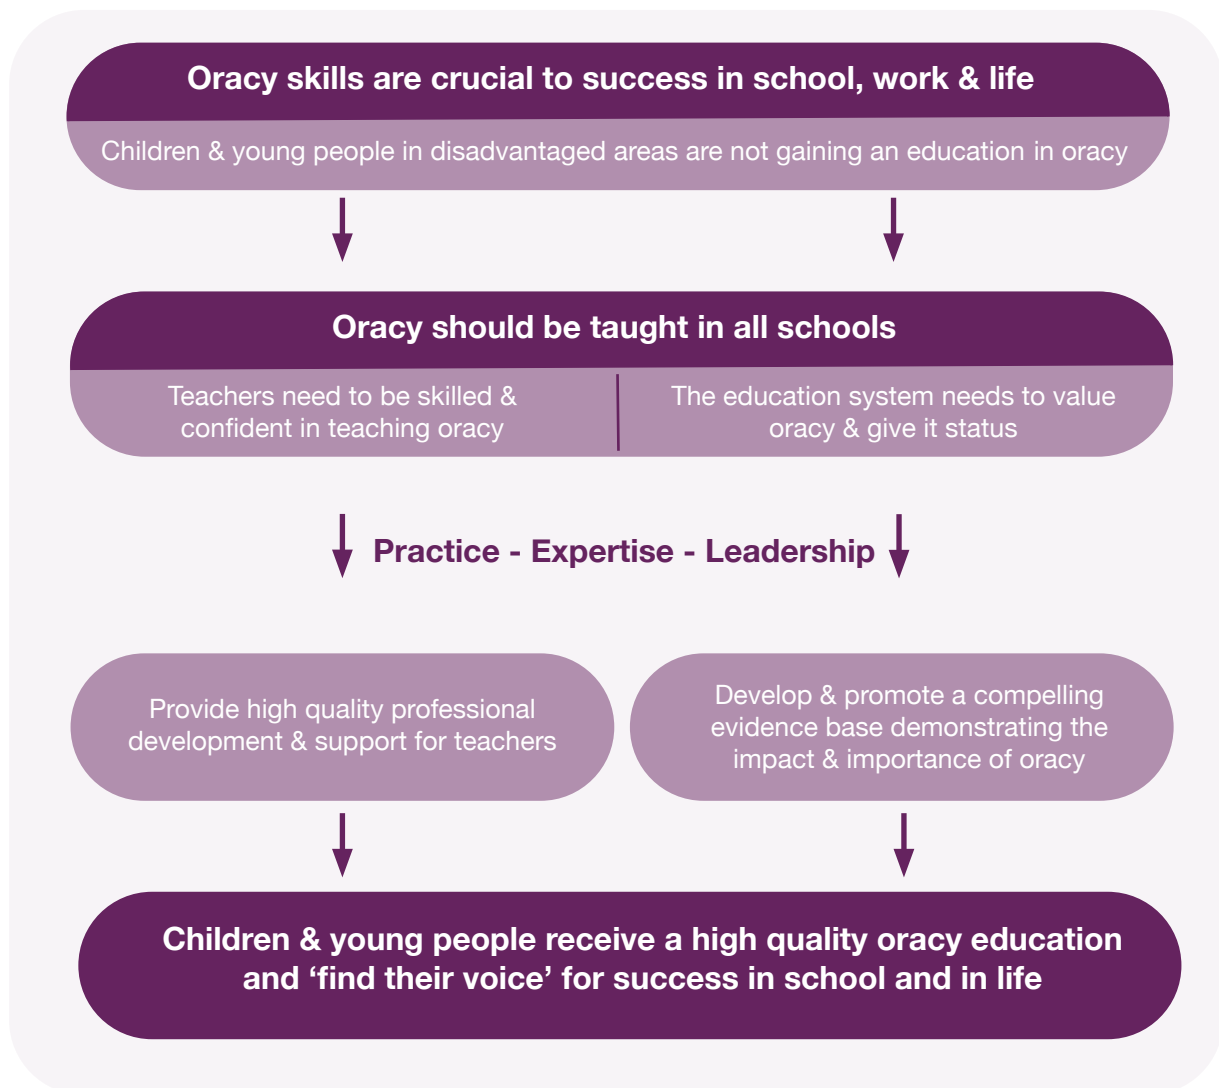 Oracy skills are crucial to success in school, work & life
Children & young people in disadvantaged areas are not gaining an education in oracy
Oracy should be taught in all schools
Teachers need to be skilled &
confident in teaching oracy
The education system needs to value
oracy & give it status
Practice - Expertise - Leadership
Provide high quality professional
development & support for teachers
Develop & promote a compelling
evidence base demonstrating the
impact & importance of oracy
Children & young people receive a high quality oracy education
and ‘find their voice’ for success in school and in life